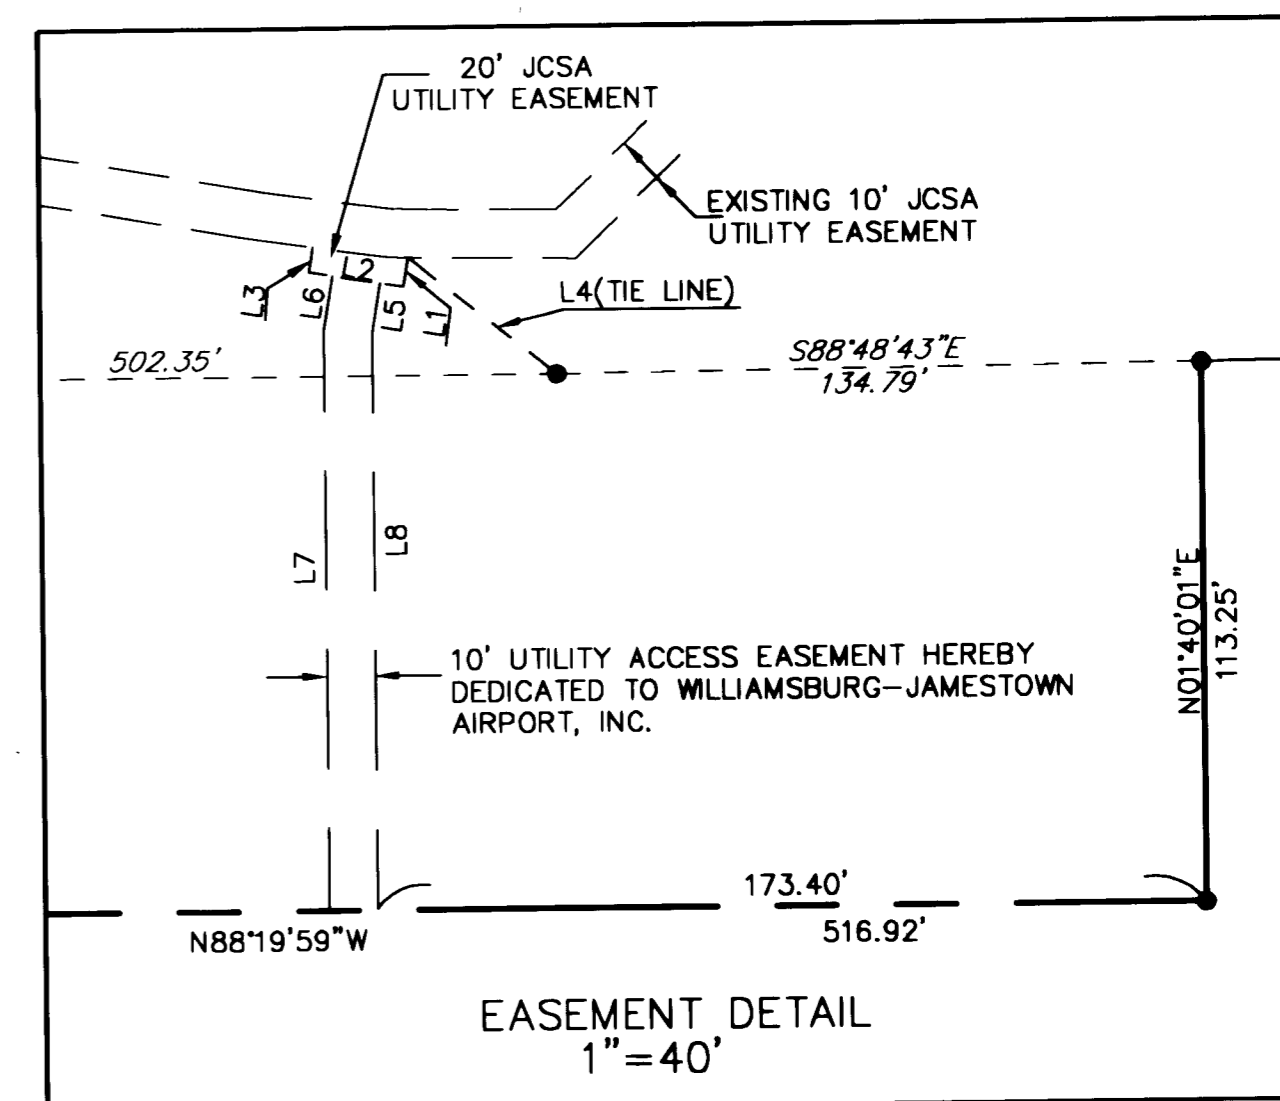 20' JCSA
UTILITY EASEMENT
EXISTING 10' JCSA
UTILITY EASEMENT
L2
L3
L6
L5
L1
L4(TIE LINE)
502.35'
S88°48'43"E
134.79'
L7
L8
N01°40'01"E
113.25'
10' UTILITY ACCESS EASEMENT HEREBY
DEDICATED TO WILLIAMSBURG-JAMESTOWN
AIRPORT, INC.
173.40'
N88°19'59"W
516.92'
EASEMENT DETAIL
1"=40'